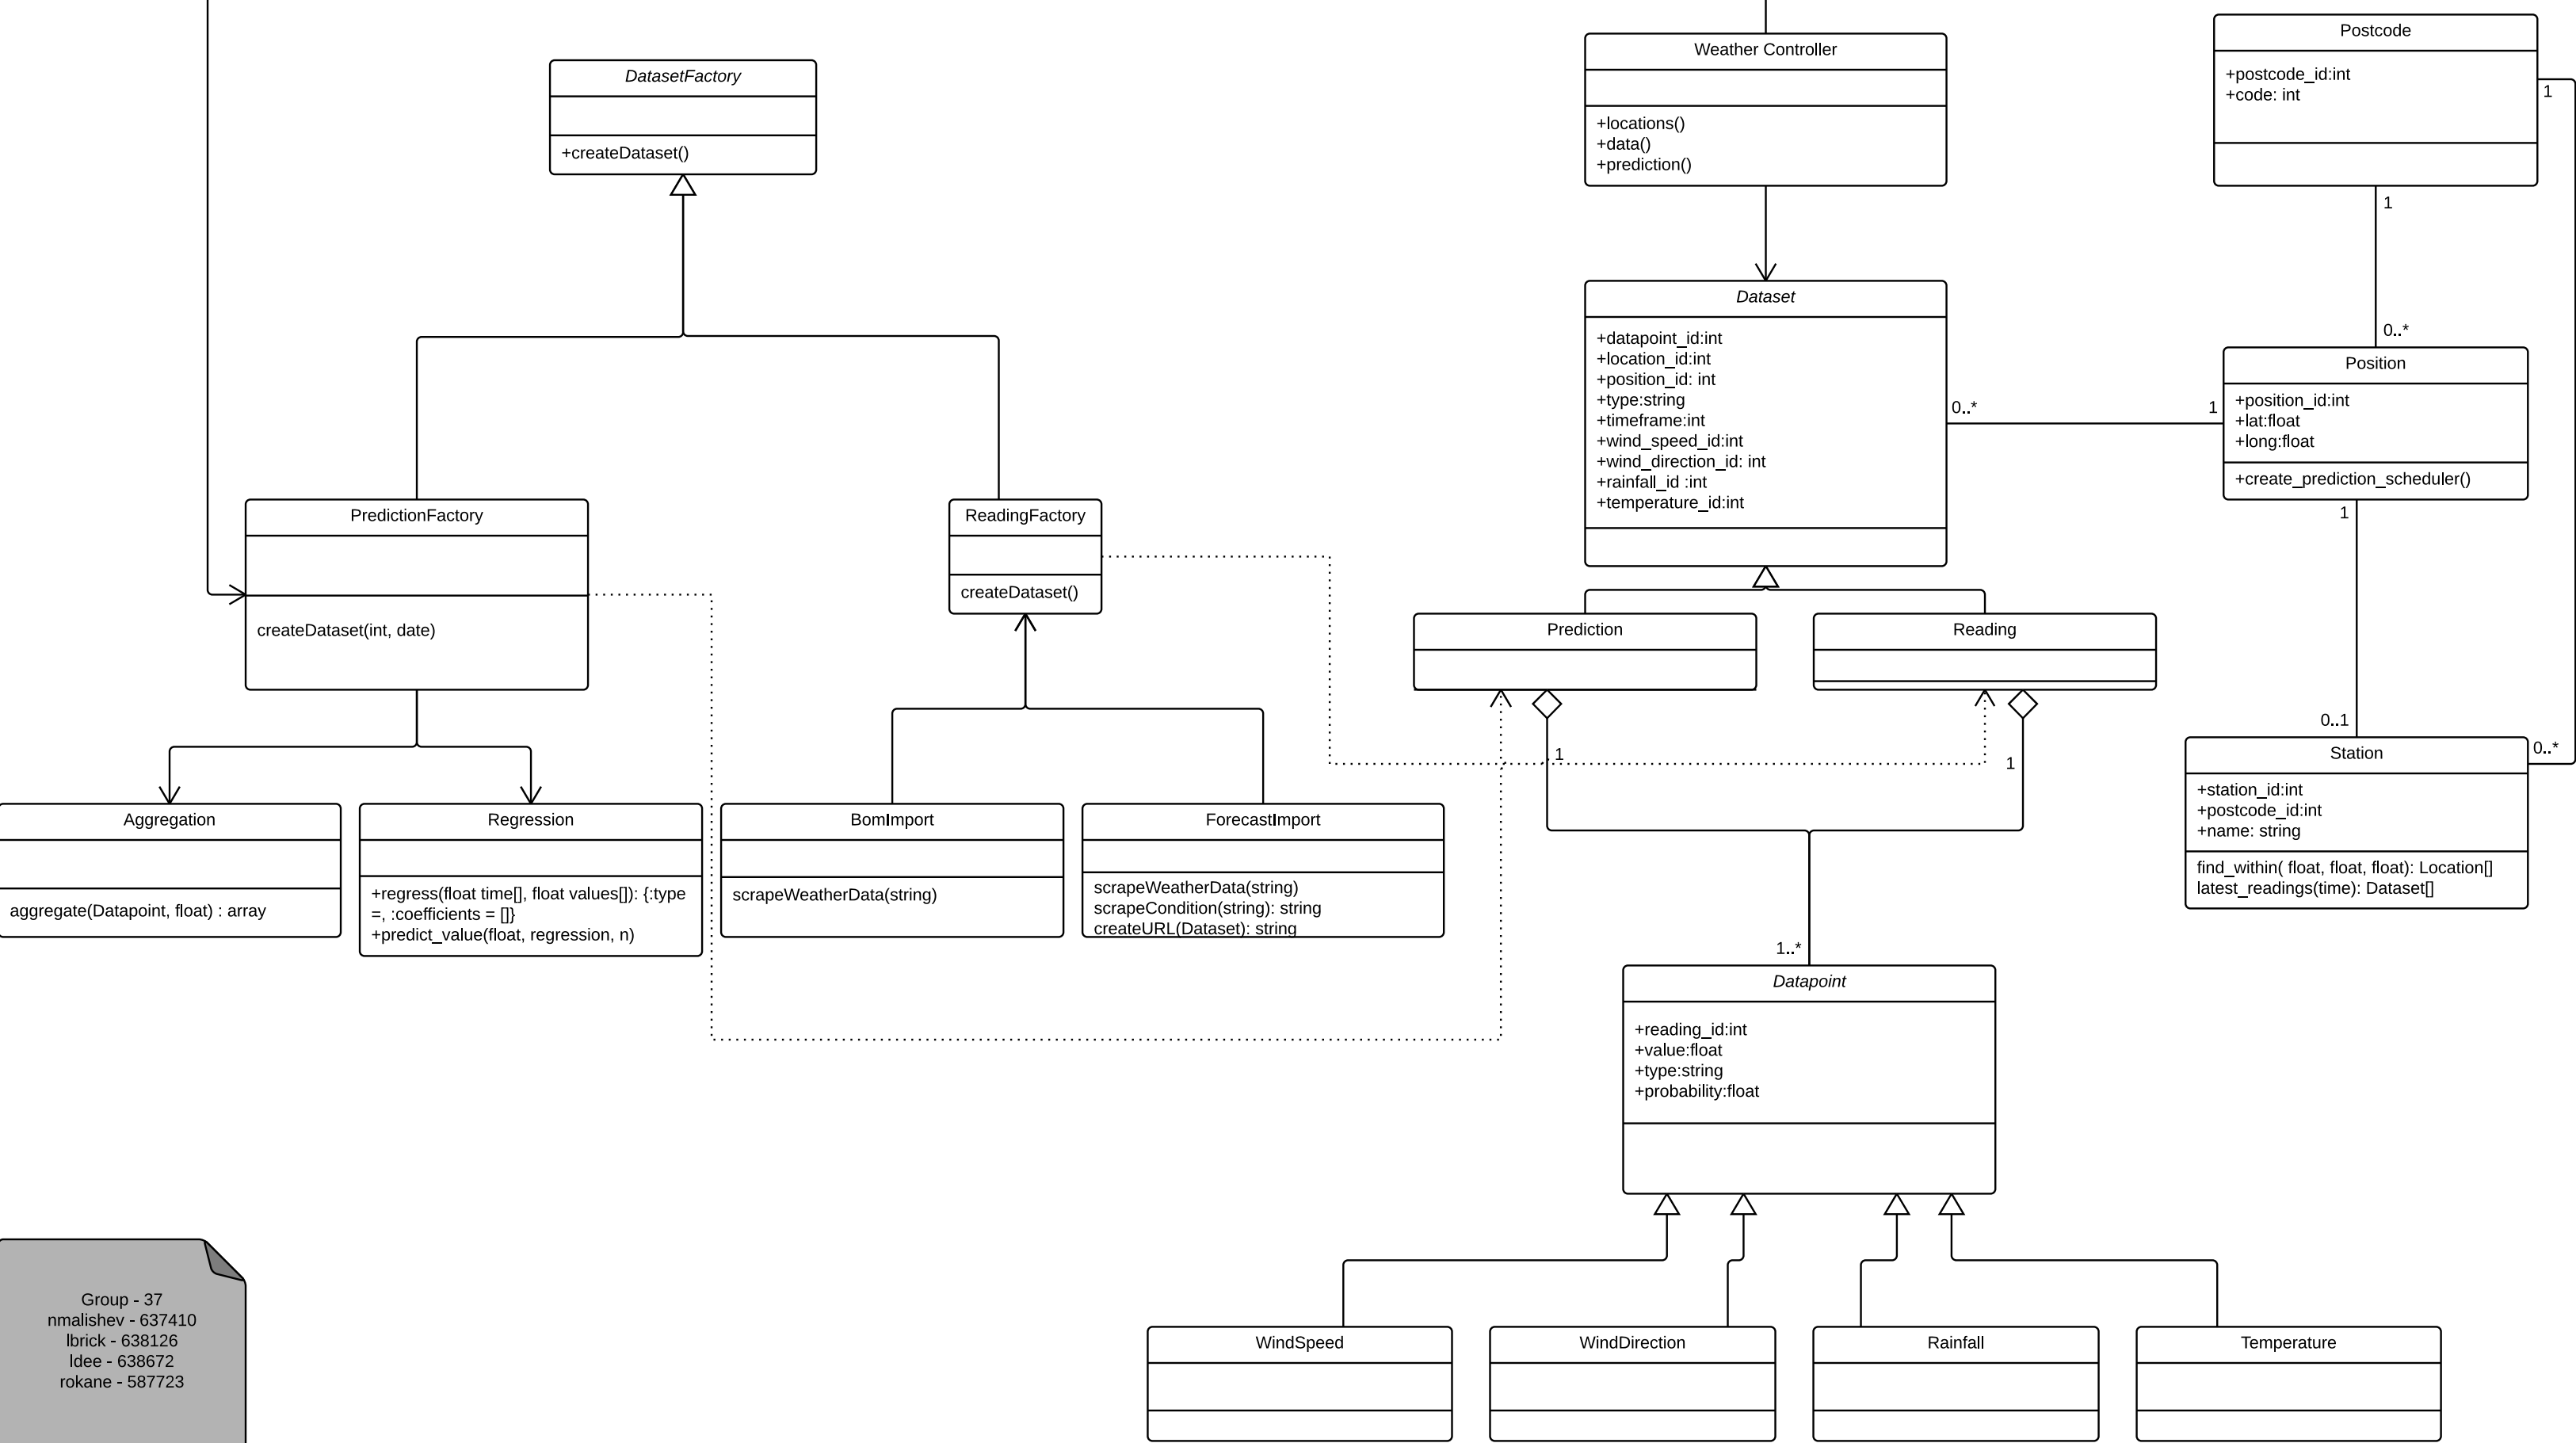 DatasetFactory
+createDataset()
Weather Controller
+locations()
+data()
+prediction()
Postcode
+postcode_id:int
+code: int
1
1
0..*
Dataset
+datapoint_id:int
+location_id:int
+position_id: int
+type:string
+timeframe:int
+wind_speed_id:int
+wind_direction_id: int
+rainfall_id :int
+temperature_id:int
0..*
1
Position
+position_id:int
+lat:float
+long:float
+create_prediction_scheduler()
1
0..1
0..*
PredictionFactory
createDataset(int, date)
ReadingFactory
createDataset()
Prediction
Reading
1
1
Station
+station_id:int
+postcode_id:int
+name: string
find_within( float, float, float): Location[]
latest_readings(time): Dataset[]
Aggregation
aggregate(Datapoint, float) : array
Regression
+regress(float time[], float values[]): {:type
=, :coefficients = []}
+predict_value(float, regression, n)
BomImport
scrapeWeatherData(string)
ForecastImport
scrapeWeatherData(string)
scrapeCondition(string): string
createURL(Dataset): string
1..*
Datapoint
+reading_id:int
+value:float
+type:string
+probability:float
Group - 37
nmalishev - 637410
lbrick - 638126
ldee - 638672
rokane - 587723
WindSpeed
WindDirection
Rainfall
Temperature